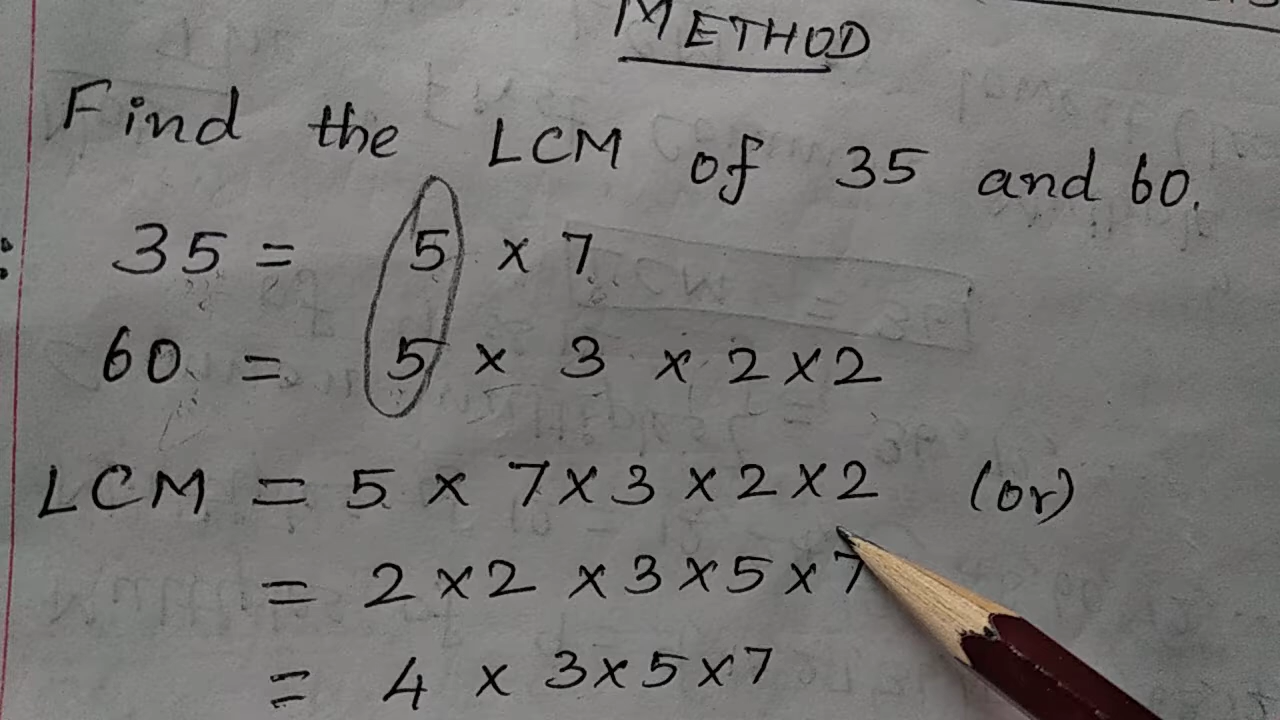 METHOD
Find the LCM of 35 and 60.
: 35 = 5 × 7
60 = 5 × 3 × 2 × 2
LCM = 5 × 7 × 3 × 2 × 2 (or)
= 2 × 2 × 3 × 5 × 7
= 4 × 3 × 5 × 7